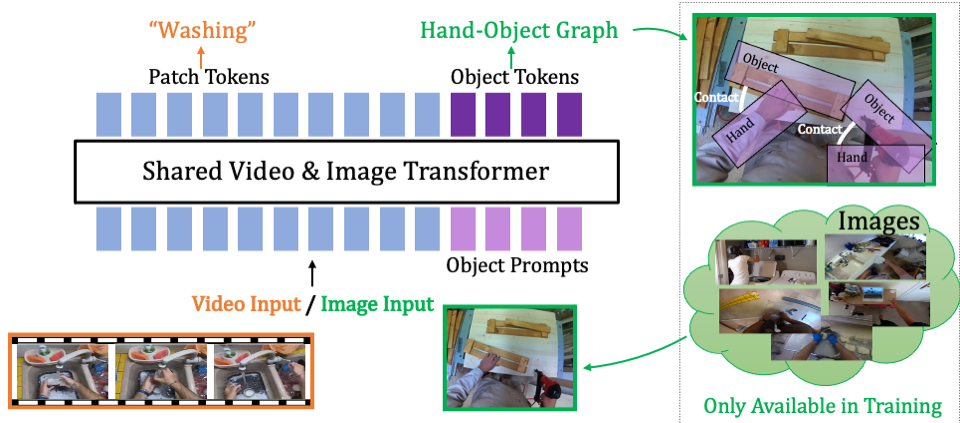 “Washing”
Hand-Object Graph
Patch Tokens
Object Tokens
Shared Video & Image Transformer
Object Prompts
Video Input / Image Input
Object
Contact
Hand
Object
Contact
Hand
Images
Only Available in Training